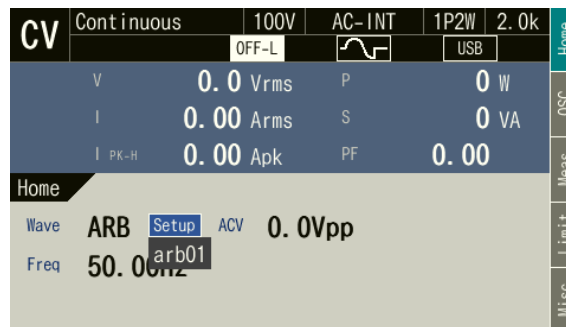 CV Continuous 100V AC-INT 1P2W 2.0k
OFF-L USB
V 0.0 Vrms P 0 W
I 0.00 Arms S 0 VA
I PK-H 0.00 Apk PF 0.00
Home
Wave ARB Setup ACV 0.0Vpp
arb01
Freq 50.00Hz
Home
OSC
Meas
Limit
Misc